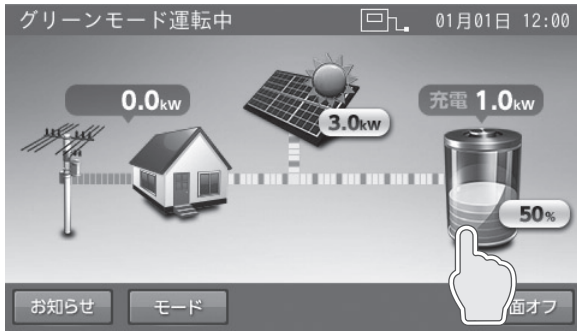 グリーンモード運転中 01月01日 12:00
0.0kw
3.0kw
充電 1.0kw
50%
お知らせ モード 面オフ